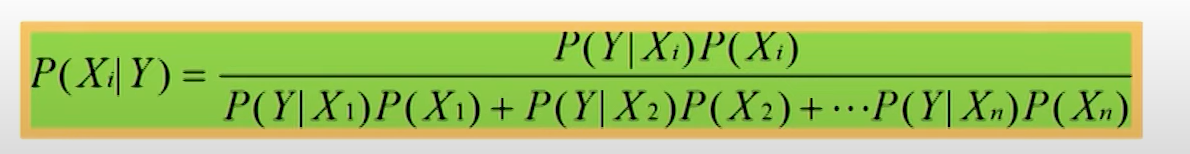 P(Xi|Y) = P(Y|Xi)P(Xi)
P(Y|X1)P(X1) + P(Y|X2)P(X2) + ⋯P(Y|Xn)P(Xn)